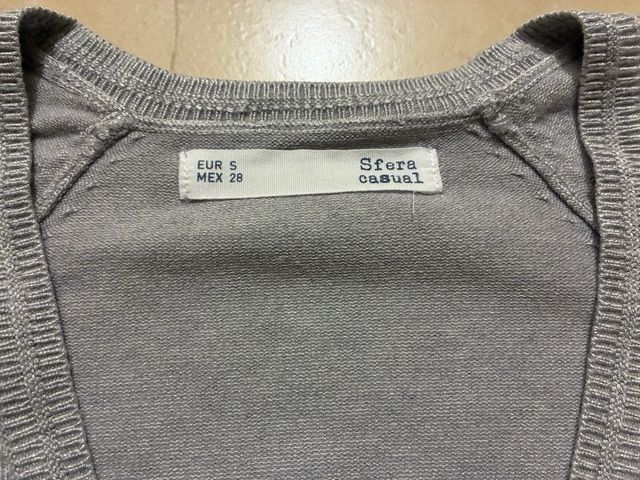 EUR S
MEX 28
Sfera
casual